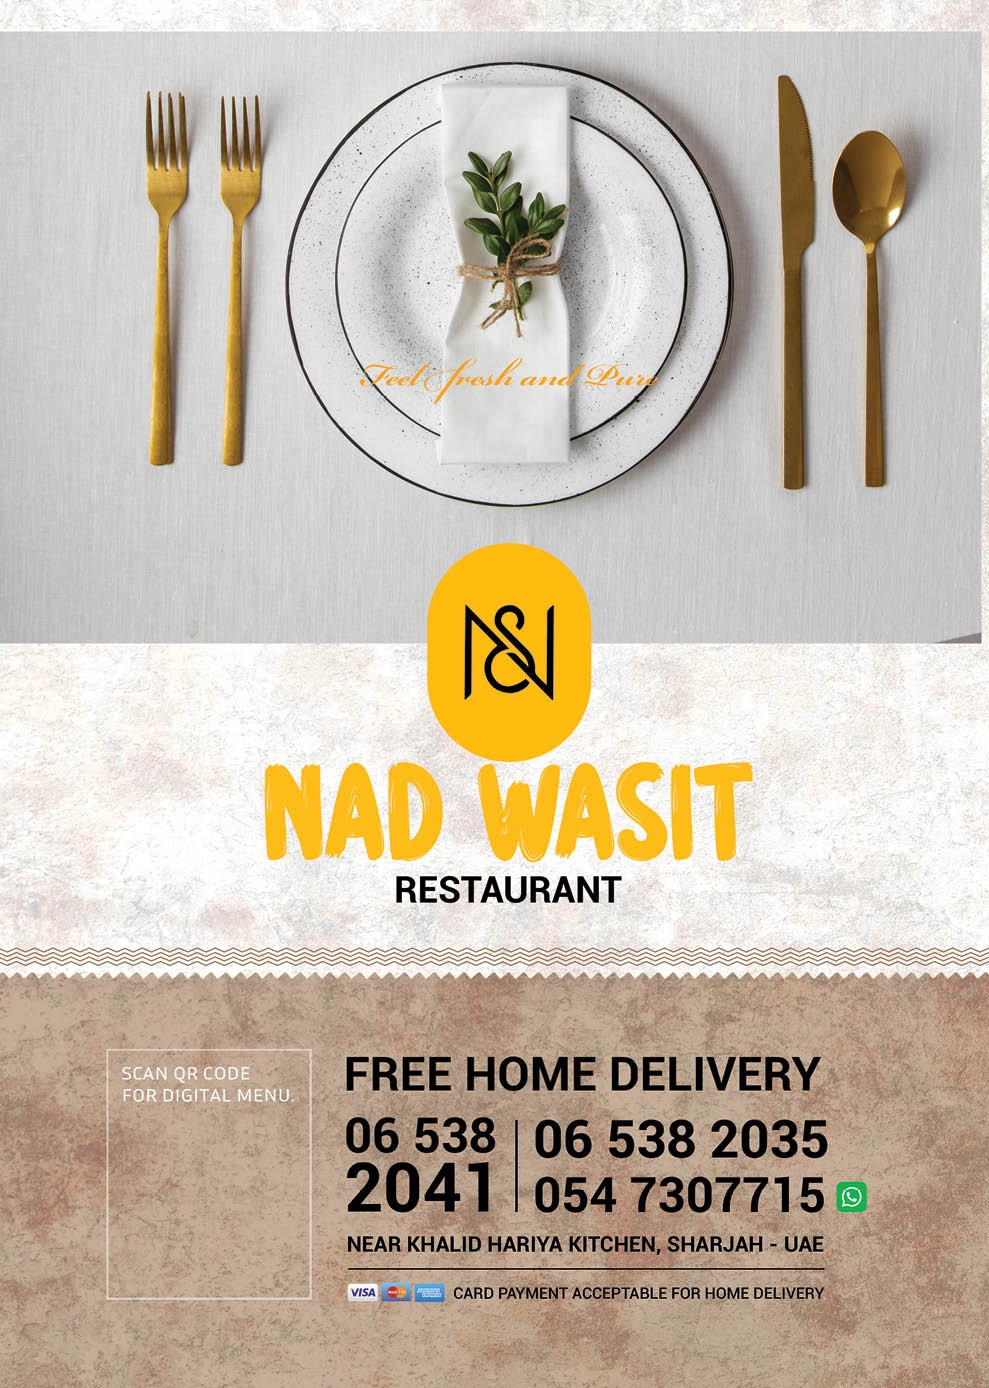 Feel fresh and Pure
NAD WASIT
RESTAURANT
SCAN QR CODE
FOR DIGITAL MENU.
FREE HOME DELIVERY
06 538
2041
06 538 2035
054 7307715
NEAR KHALID HARIYA KITCHEN, SHARJAH - UAE
VISA
CARD PAYMENT ACCEPTABLE FOR HOME DELIVERY